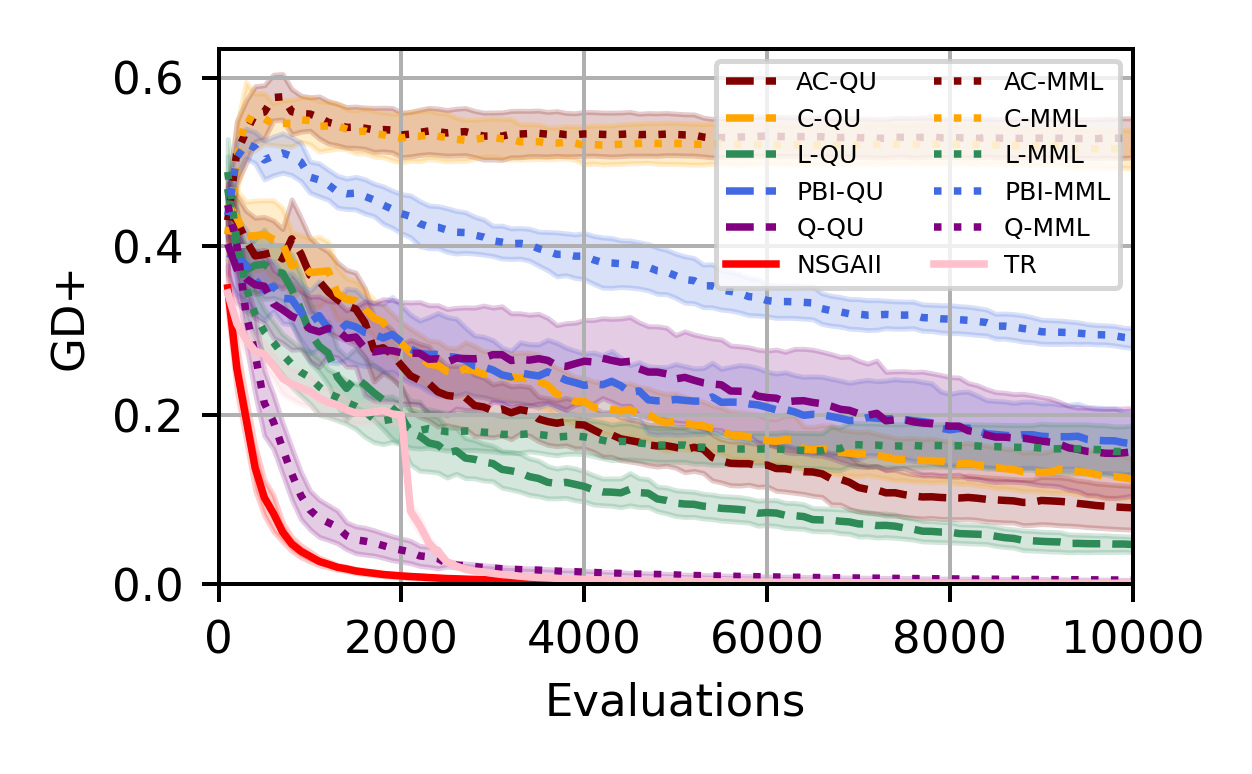 0.6
0.4
0.2
0.0
GD+
0
2000
4000
6000
8000
10000
Evaluations
AC-QU
C-QU
L-QU
PBI-QU
Q-QU
NSGAII
AC-MML
C-MML
L-MML
PBI-MML
Q-MML
TR